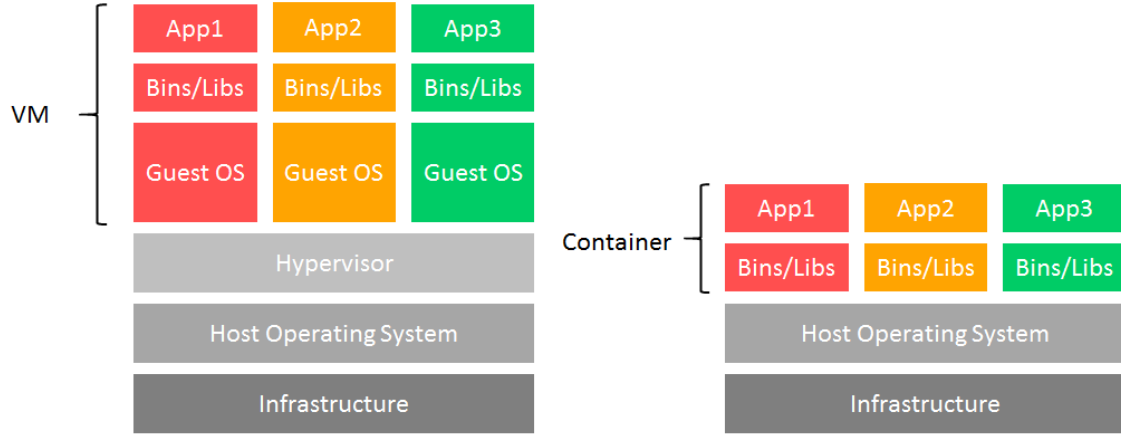 VM
App1 App2 App3
Bins/Libs Bins/Libs Bins/Libs
Guest OS Guest OS Guest OS
Hypervisor
Host Operating System
Infrastructure
Container
App1 App2 App3
Bins/Libs Bins/Libs Bins/Libs
Host Operating System
Infrastructure